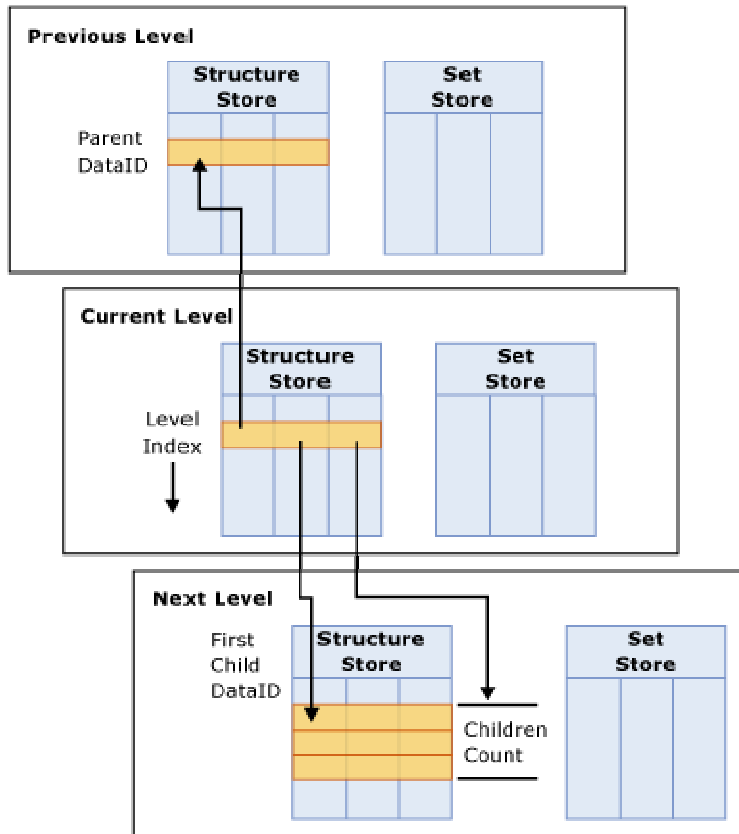 Previous Level
Structure
Store
Set
Store
Parent
DataID
Current Level
Structure
Store
Set
Store
Level
Index
Next Level
First
Child
DataID
Structure
Store
Set
Store
Children
Count